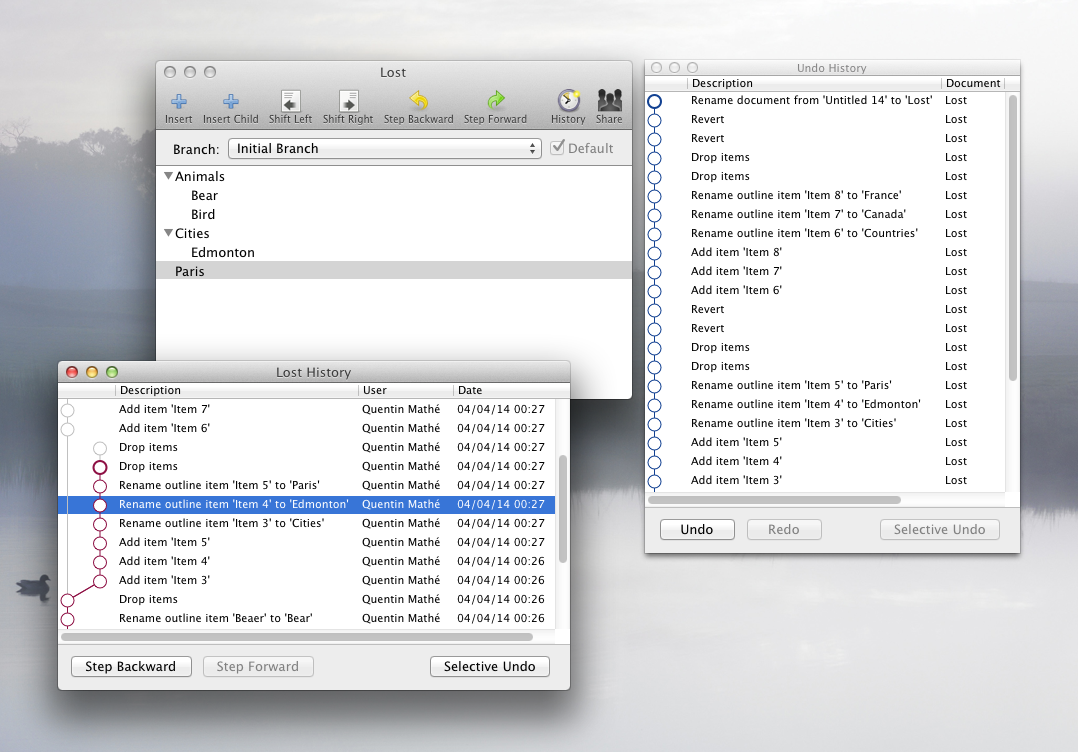 Lost
Insert Insert Child Shift Left Shift Right Step Backward Step Forward History Share
Branch: Initial Branch Default
Animals
Bear
Bird
Cities
Edmonton
Paris
Undo History
Description Document
Rename document from 'Untitled 14' to 'Lost' Lost
Revert Lost
Revert Lost
Drop items Lost
Drop items Lost
Rename outline item 'Item 8' to 'France' Lost
Rename outline item 'Item 7' to 'Canada' Lost
Rename outline item 'Item 6' to 'Countries' Lost
Add item 'Item 8' Lost
Add item 'Item 7' Lost
Add item 'Item 6' Lost
Revert Lost
Revert Lost
Drop items Lost
Drop items Lost
Rename outline item 'Item 5' to 'Paris' Lost
Rename outline item 'Item 4' to 'Edmonton' Lost
Rename outline item 'Item 3' to 'Cities' Lost
Add item 'Item 5' Lost
Add item 'Item 4' Lost
Add item 'Item 3' Lost
Undo Redo Selective Undo
Lost History
Description User Date
Add item 'Item 7' Quentin Mathé 04/04/14 00:27
Add item 'Item 6' Quentin Mathé 04/04/14 00:27
Drop items Quentin Mathé 04/04/14 00:27
Drop items Quentin Mathé 04/04/14 00:27
Rename outline item 'Item 5' to 'Paris' Quentin Mathé 04/04/14 00:27
Rename outline item 'Item 4' to 'Edmonton' Quentin Mathé 04/04/14 00:27
Rename outline item 'Item 3' to 'Cities' Quentin Mathé 04/04/14 00:27
Add item 'Item 5' Quentin Mathé 04/04/14 00:27
Add item 'Item 4' Quentin Mathé 04/04/14 00:26
Add item 'Item 3' Quentin Mathé 04/04/14 00:26
Drop items Quentin Mathé 04/04/14 00:26
Rename outline item 'Beaer' to 'Bear' Quentin Mathé 04/04/14 00:26
Step Backward Step Forward Selective Undo